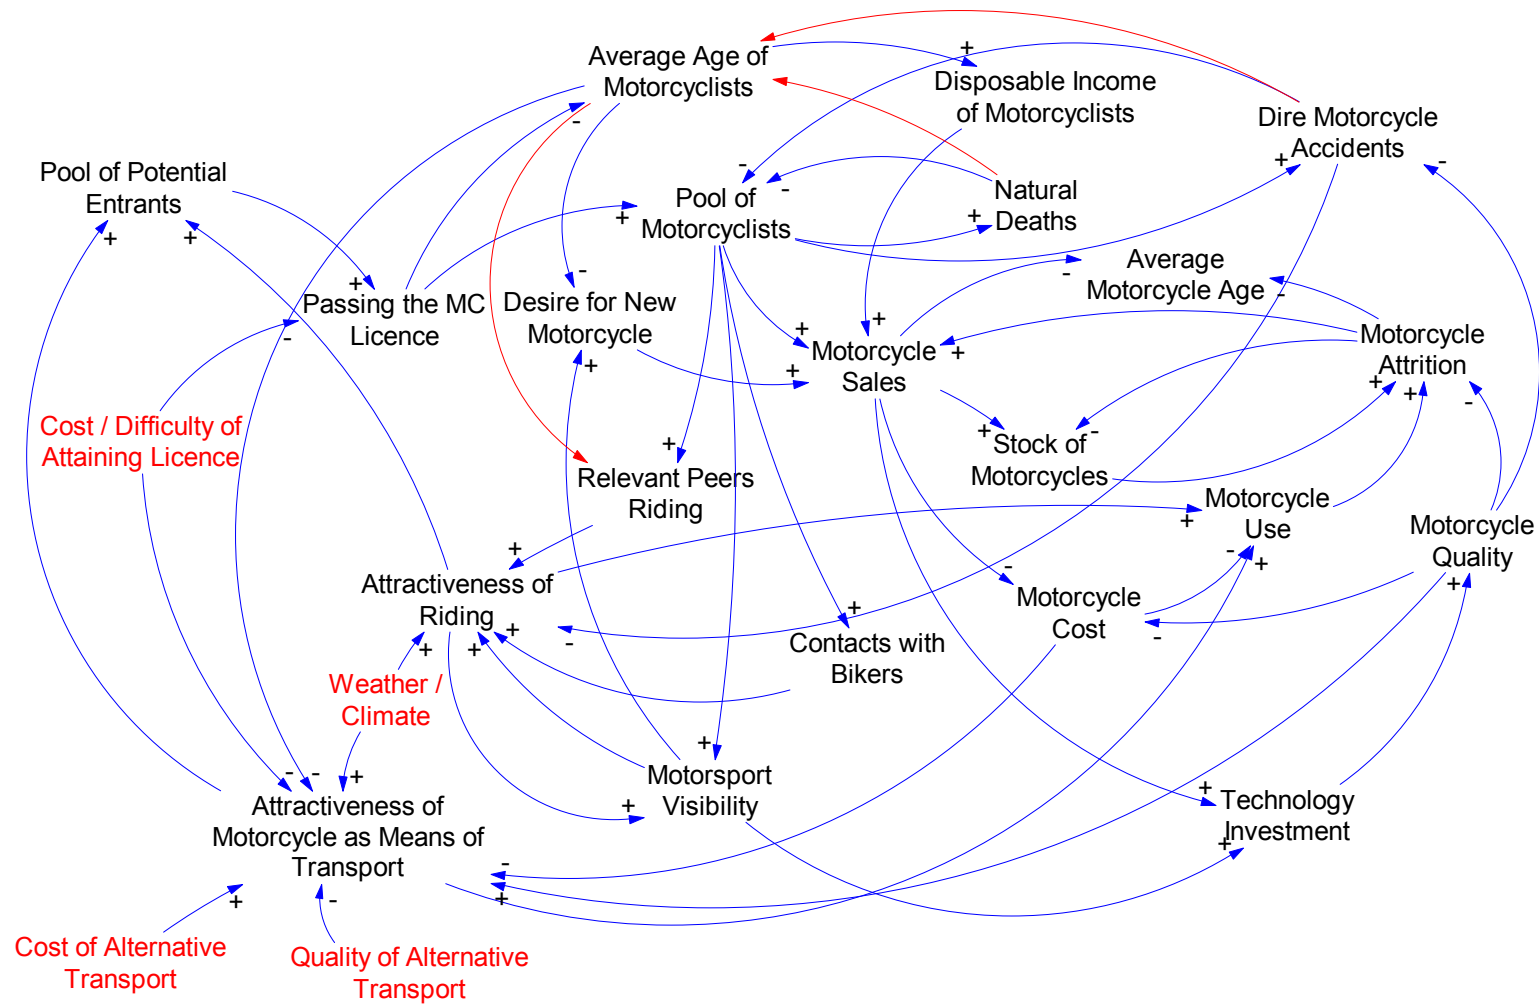 Average Age of
Motorcyclists
Disposable Income
of Motorcyclists
Dire Motorcycle
Accidents
Pool of Potential
Entrants
Pool of
Motorcyclists
Natural
Deaths
Average
Motorcycle Age
Passing the MC
Licence
Desire for New
Motorcycle
Motorcycle
Sales
Motorcycle
Attrition
Cost / Difficulty of
Attaining Licence
Stock of
Motorcycles
Relevant Peers
Riding
Motorcycle
Use
Motorcycle
Quality
Attractiveness of
Riding
Motorcycle
Cost
Contacts with
Bikers
Weather /
Climate
Motorsport
Visibility
Technology
Investment
Attractiveness of
Motorcycle as Means of
Transport
Cost of Alternative
Transport
Quality of Alternative
Transport